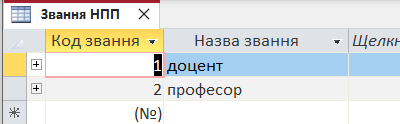 Звання НПП
Код звання Назва звання Щелкн
1 доцент
2 професор
(№)